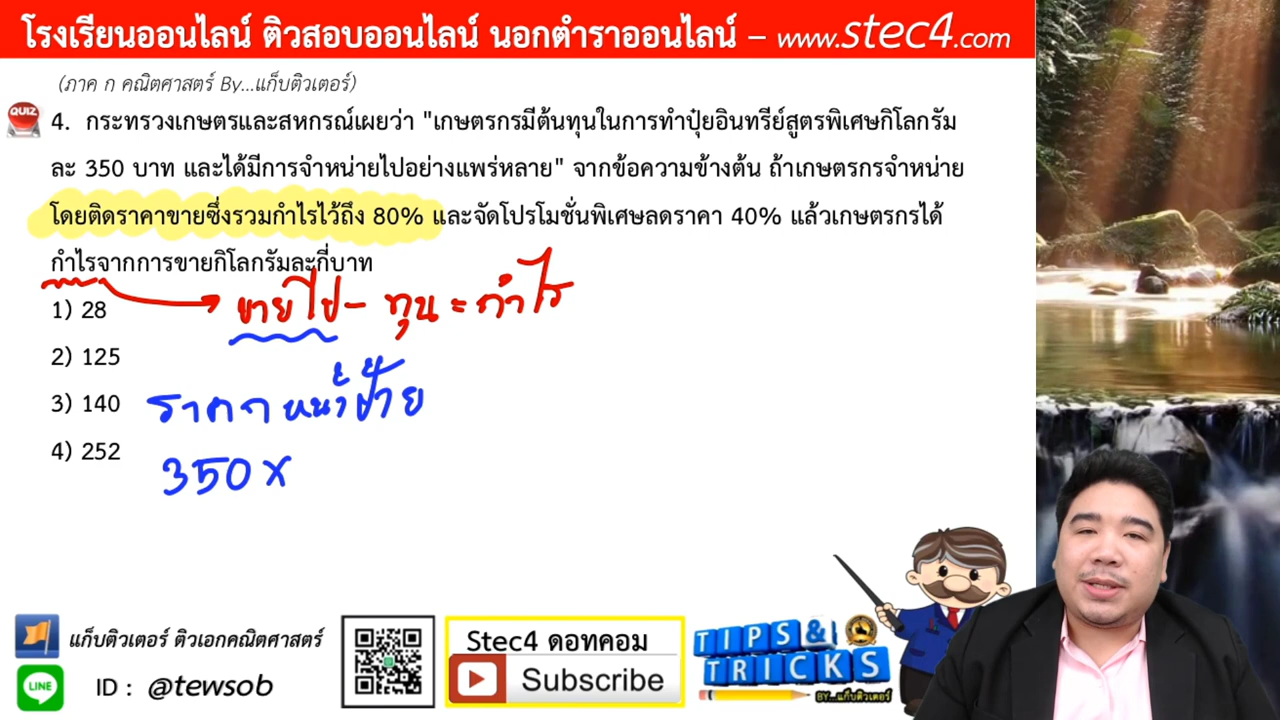 โรงเรียนออนไลน์ ติวสอบออนไลน์ นอกตำราออนไลน์ – www.stec4.com
(ภาค ก คณิตศาสตร์ By...แก็บติวเตอร์)
QUIZ
4. กระทรวงเกษตรและสหกรณ์เผยว่า "เกษตรกรมีต้นทุนในการทำปุ๋ยอินทรีย์สูตรพิเศษกิโลกรัม
ละ 350 บาท และได้มีการจำหน่ายไปอย่างแพร่หลาย" จากข้อความข้างต้น ถ้าเกษตรกรจำหน่าย
โดยติดราคาขายซึ่งรวมกำไรไว้ถึง 80% และจัดโปรโมชั่นพิเศษลดราคา 40% แล้วเกษตรกรได้
กำไรจากการขายกิโลกรัมละกี่บาท
1) 28
ขายไป - ทุน = กำไร
2) 125
3) 140
ราคาหน้าป้าย
4) 252
350 x
แก็บติวเตอร์ ติวเอกคณิตศาสตร์
LINE
ID : @tewsob
Stec4 ดอทคอม
Subscribe
TIPS &
TRICKS
BY...แก็บติวเตอร์